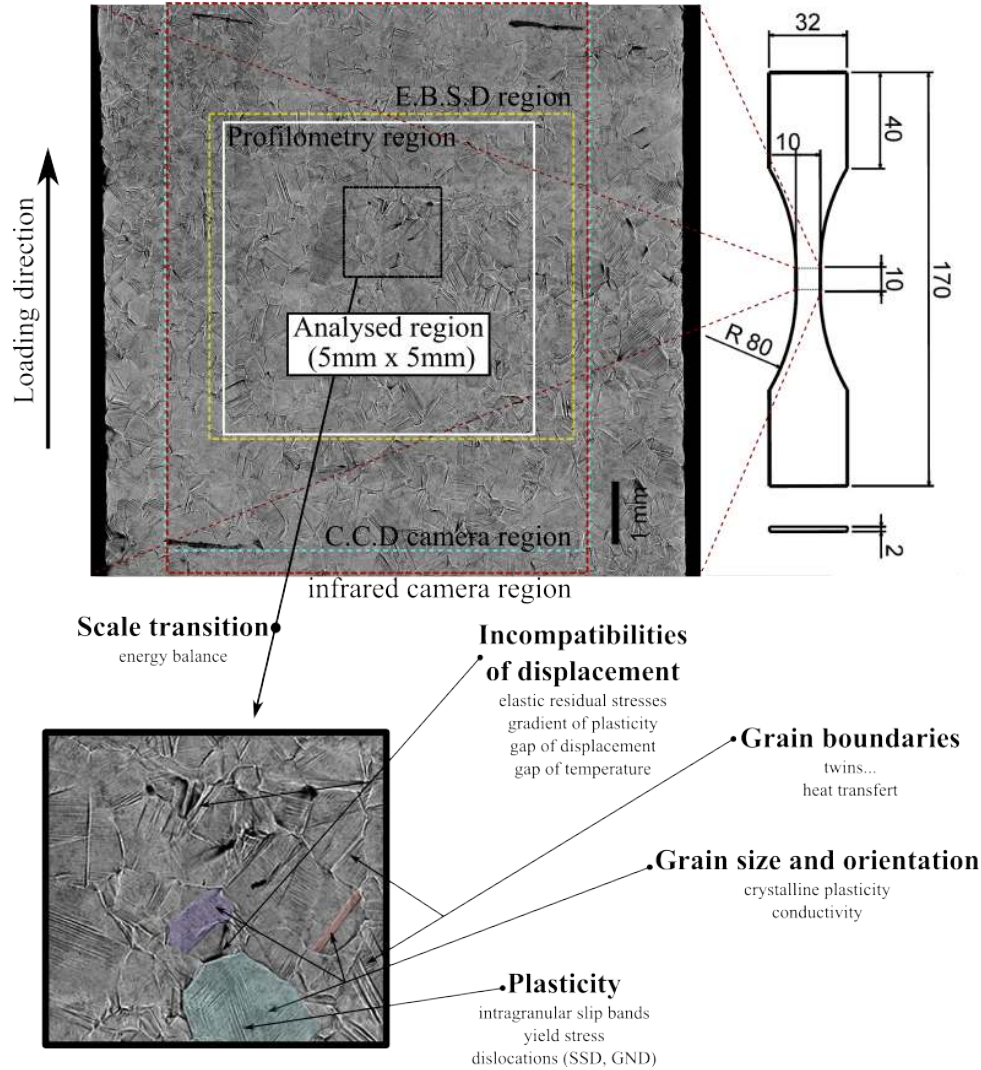 E.B.S.D region
Profilometry region
Loading direction
Analysed region
(5mm x 5mm)
1 mm
C.C.D camera region
infrared camera region
32
40
10
10
170
R 80
2
Scale transition
energy balance
Incompatibilities
of displacement
elastic residual stresses
gradient of plasticity
gap of displacement
gap of temperature
Grain boundaries
twins...
heat transfert
Grain size and orientation
crystalline plasticity
conductivity
Plasticity
intragranular slip bands
yield stress
dislocations (SSD, GND)